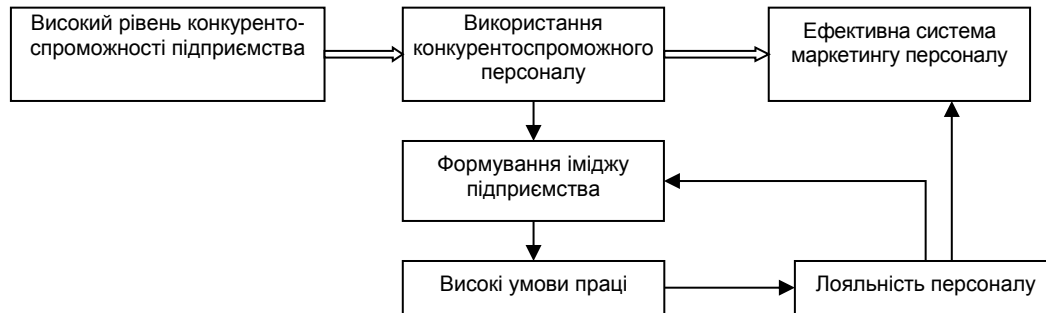 Високий рівень конкуренто-
спроможності підприємства
Використання
конкурентоспроможного
персоналу
Ефективна система
маркетингу персоналу
Формування іміджу
підприємства
Високі умови праці
Лояльність персоналу